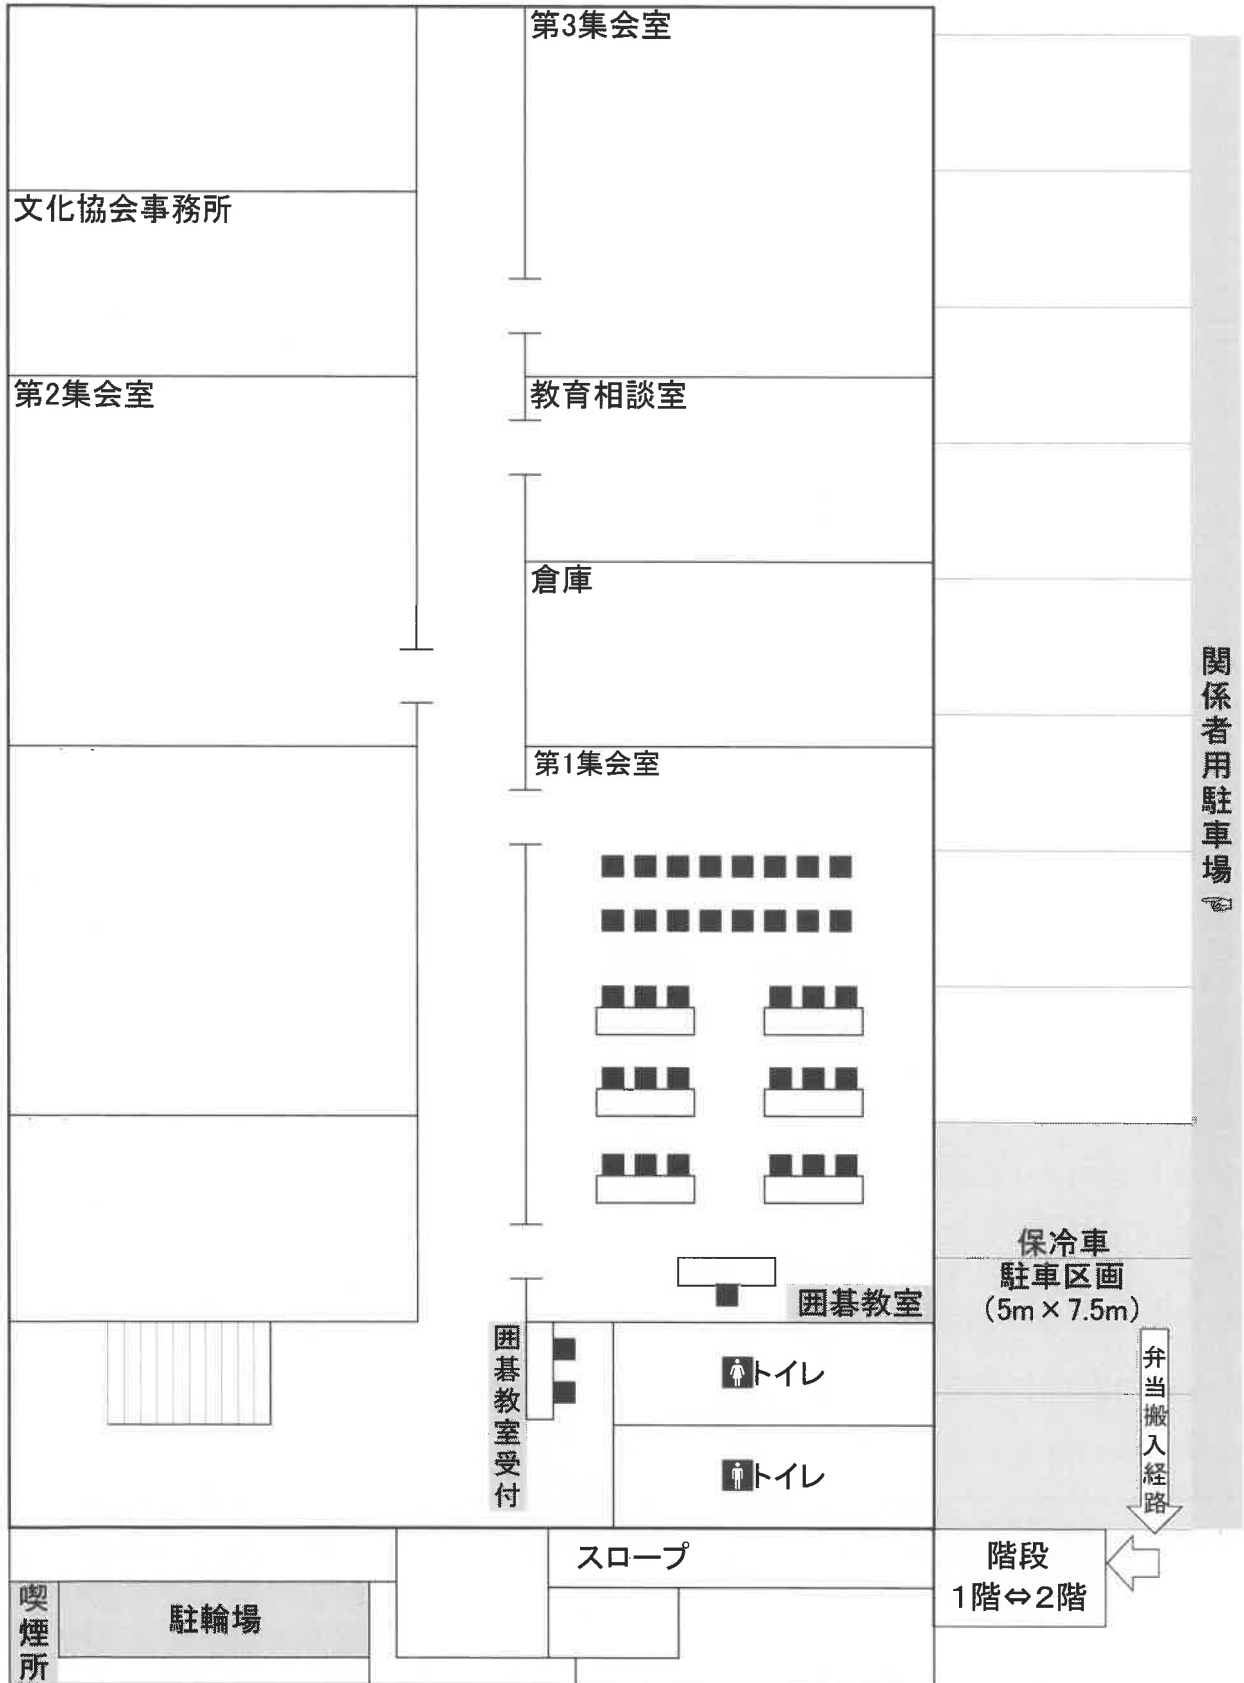 第3集会室
文化協会事務所
第2集会室
教育相談室
倉庫
第1集会室
関係者用駐車場☜
保冷車
駐車区画
(5m×7.5m)
囲碁教室
囲碁教室受付
トイレ
トイレ
弁当搬入経路
スロープ
階段
1階⇔2階
喫煙所
駐輪場